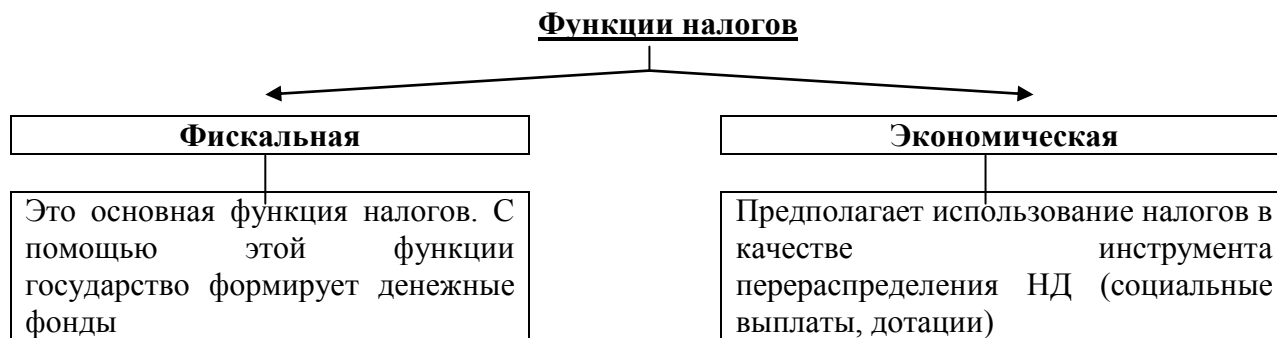 Функции налогов
Фискальная
Экономическая
Это основная функция налогов. С
помощью этой функции
государство формирует денежные
фонды
Предполагает использование налогов в
качестве инструмента
перераспределения НД (социальные
выплаты, дотации)